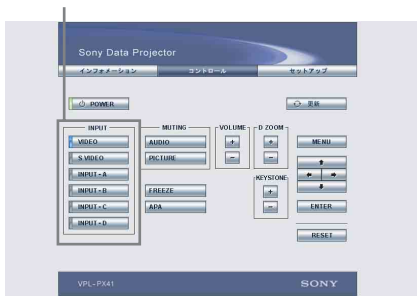 Sony Data Projector
インフォメーション コントロール セットアップ
POWER 更新
INPUT MUTING VOLUME D ZOOM
VIDEO AUDIO + + MENU
S VIDEO PICTURE − −
INPUT - A KEYSTONE
INPUT - B FREEZE +
INPUT - C APA − ENTER
INPUT - D
RESET
VPL-PX41 SONY